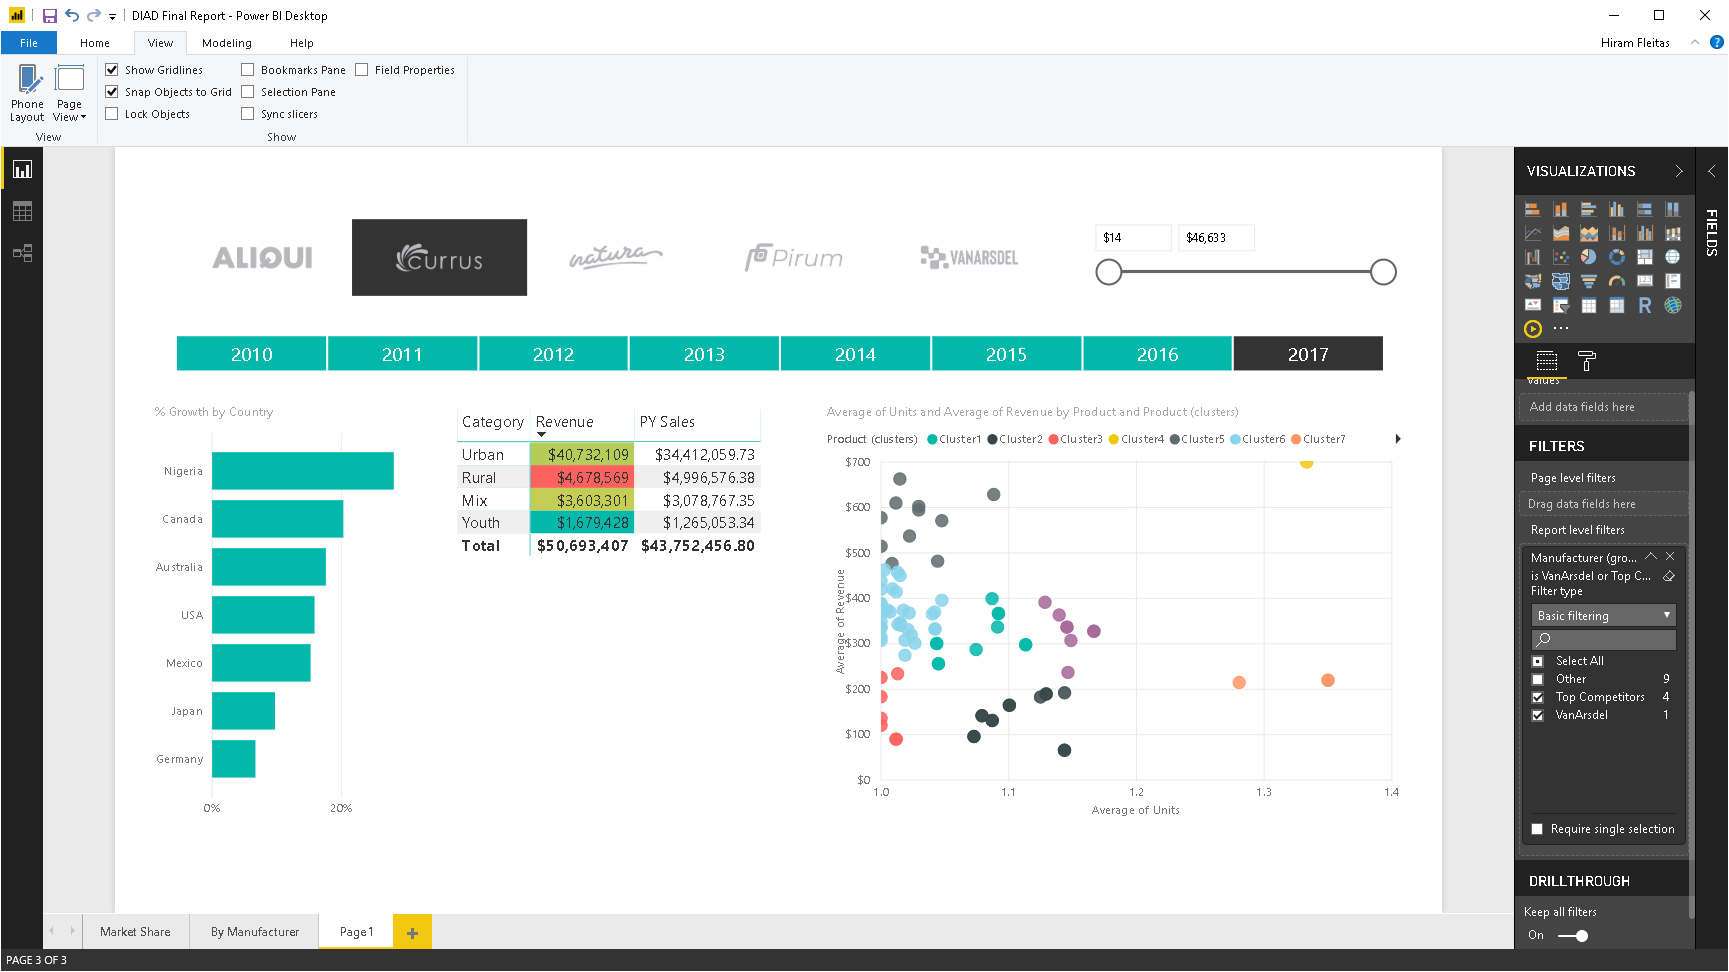 DIAD Final Report - Power BI Desktop
File Home View Modeling Help Hiram Fleitas
Show Gridlines Bookmarks Pane Field Properties
Snap Objects to Grid Selection Pane
Lock Objects Sync slicers
Phone Layout Page View
View Show
ALIQUI Currus natura Pirum VANARSDEL
$14 $46,633
2010 2011 2012 2013 2014 2015 2016 2017
% Growth by Country
Nigeria
Canada
Australia
USA
Mexico
Japan
Germany
0% 20%
Category Revenue PY Sales
Urban $40,732,109 $34,412,059.73
Rural $4,678,569 $4,996,576.38
Mix $3,603,301 $3,078,767.35
Youth $1,679,428 $1,265,053.34
Total $50,693,407 $43,752,456.80
Average of Units and Average of Revenue by Product and Product (clusters)
Product (clusters) Cluster1 Cluster2 Cluster3 Cluster4 Cluster5 Cluster6 Cluster7
Average of Revenue
$700
$600
$500
$400
$300
$200
$100
$0
1.0 1.1 1.2 1.3 1.4
Average of Units
VISUALIZATIONS
FIELDS
R
Values
Add data fields here
FILTERS
Page level filters
Drag data fields here
Report level filters
Manufacturer (gro...
is VanArsdel or Top C...
Filter type
Basic filtering
Select All
Other 9
Top Competitors 4
VanArsdel 1
Require single selection
DRILLTHROUGH
Keep all filters
On
Market Share By Manufacturer Page1
PAGE 3 OF 3